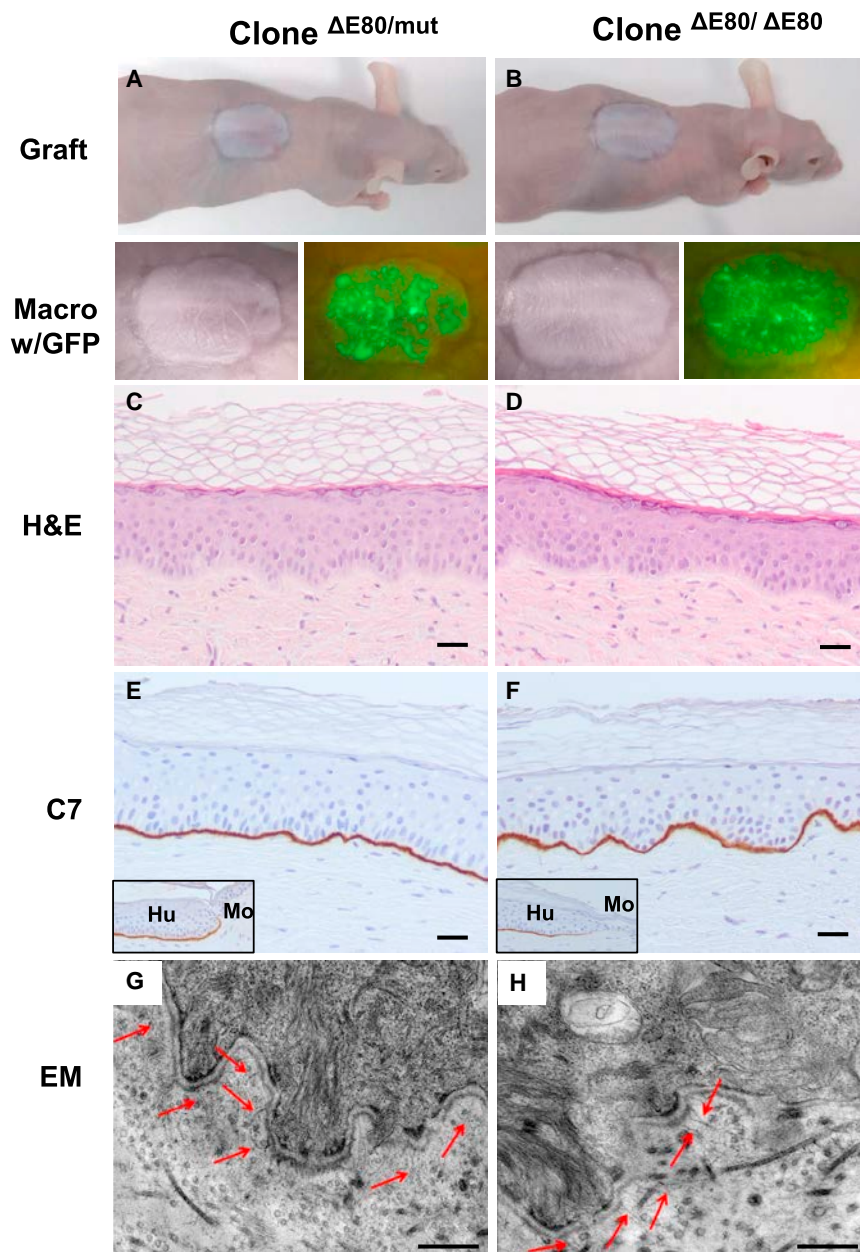 Clone ΔE80/mut
Clone ΔE80/ ΔE80
Graft
A
B
Macro
w/GFP
H&E
C
D
C7
E
F
Hu
Mo
Hu
Mo
EM
G
H